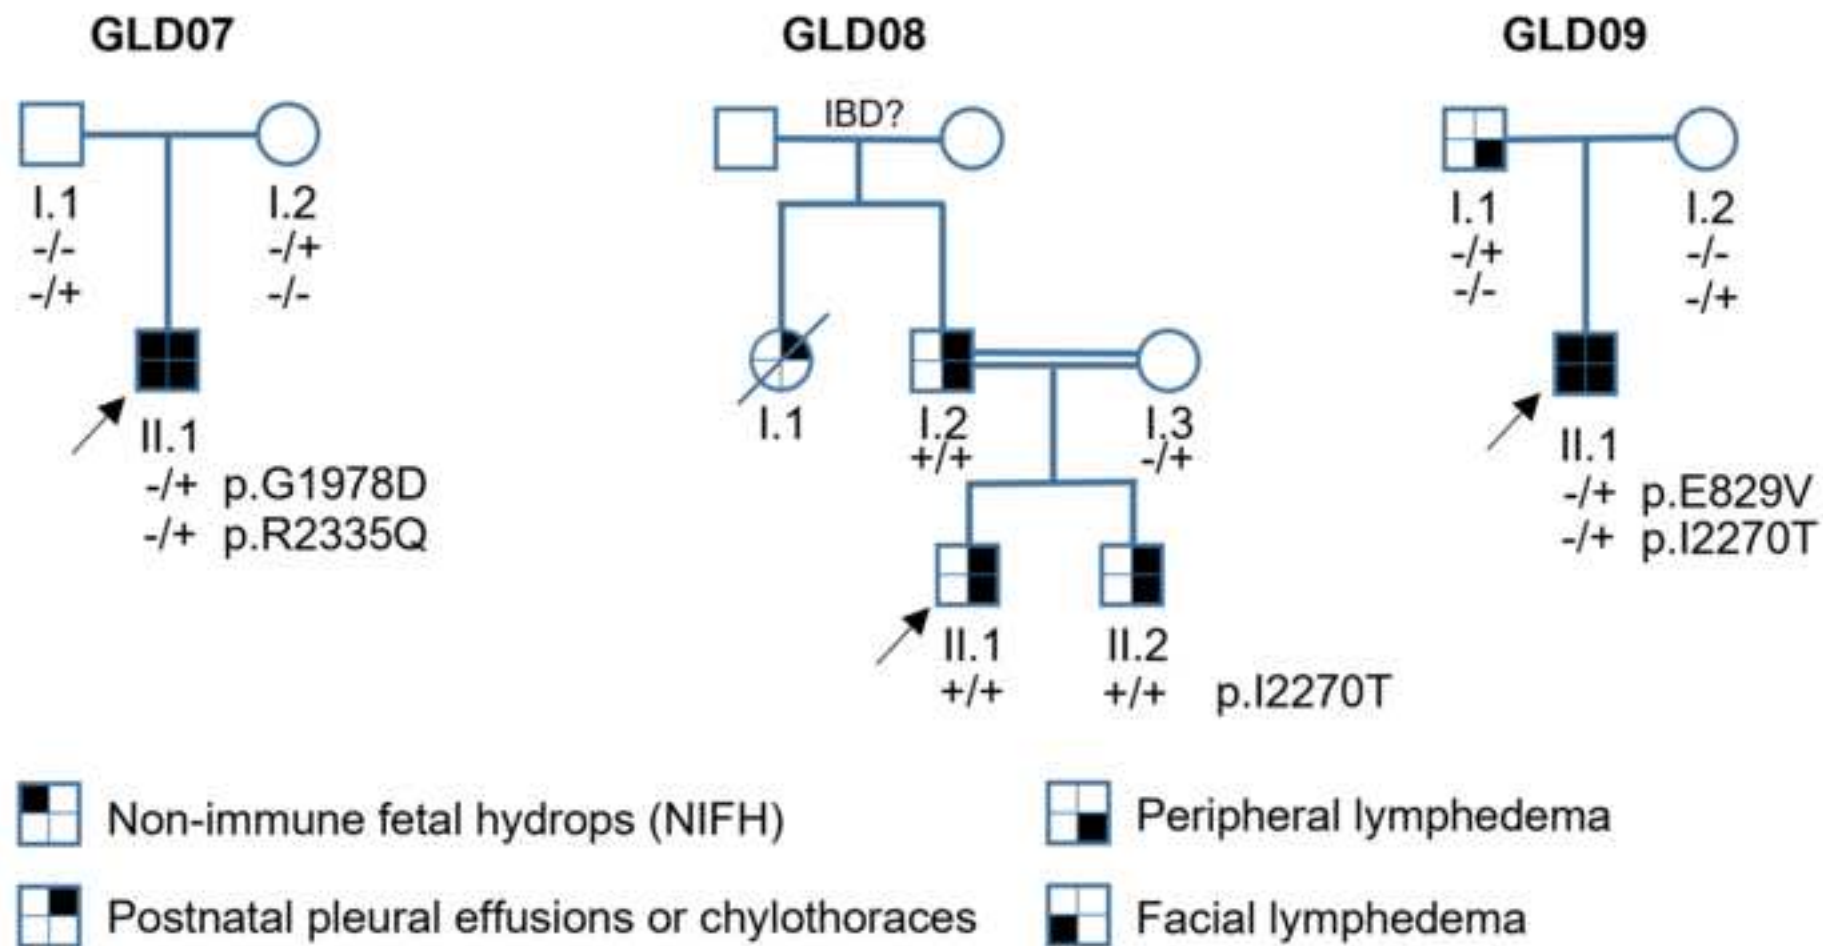 GLD07
GLD08
GLD09
IBD?
I.1
-/-
-/+
I.2
-/+
-/-
II.1
-/+ p.G1978D
-/+ p.R2335Q
I.1
I.2
+/+
I.3
-/+
II.1
+/+
II.2
+/+
p.I2270T
I.1
-/+
-/-
I.2
-/-
-/+
II.1
-/+ p.E829V
-/+ p.I2270T
Non-immune fetal hydrops (NIFH)
Postnatal pleural effusions or chylothoraces
Peripheral lymphedema
Facial lymphedema